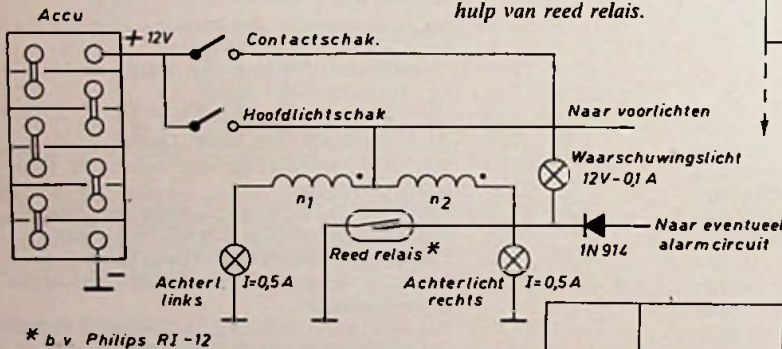 hulp van reed relais.
Accu
+ 12V
Contactschak.
Hoofdlichtschak
Naar voorlichten
Waarschuwingslicht
12V-0,1 A
n1
n2
Reed relais *
1N914
Naar eventueel
alarmcircuit
Achterl
links
I=0,5A
Achterlicht
rechts
I=0,5A
* b v. Philips RI-12